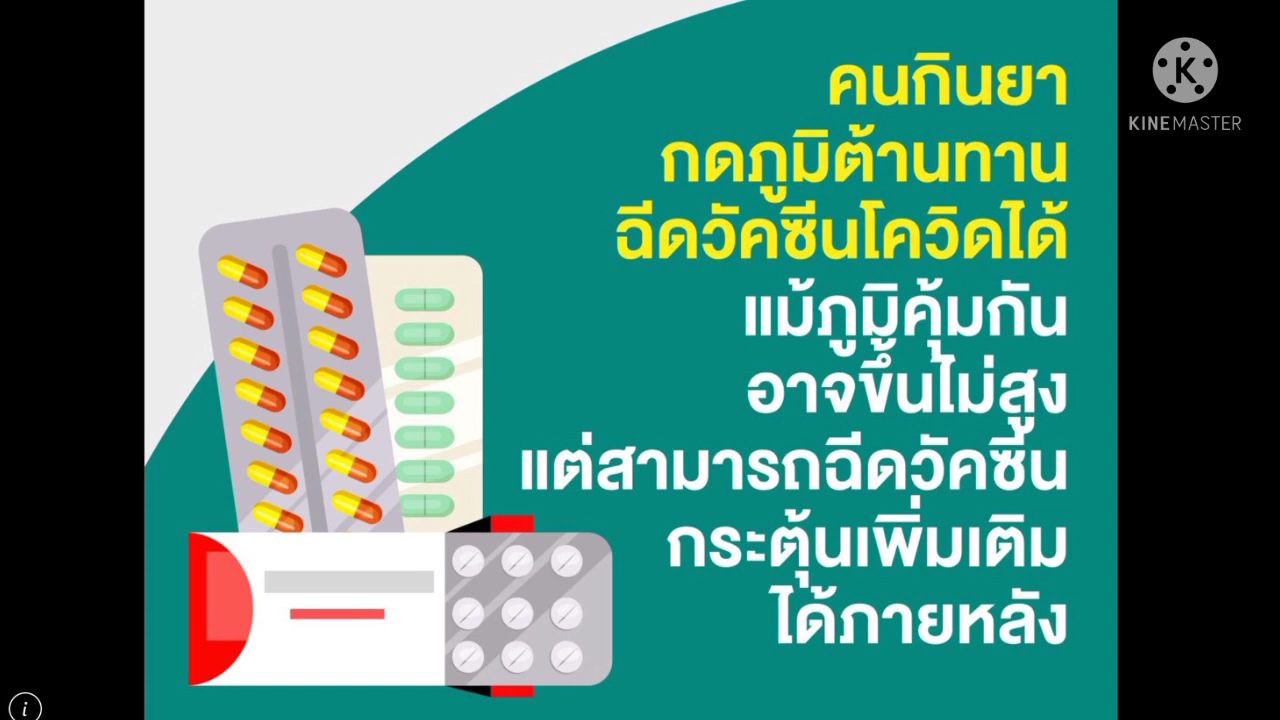 คนกินยา
กดภูมิต้านทาน
ฉีดวัคซีนโควิดได้
แม้ภูมิคุ้มกัน
อาจขึ้นไม่สูง
แต่สามารถฉีดวัคซีน
กระตุ้นเพิ่มเติม
ได้ภายหลัง
K
KINEMASTER
i